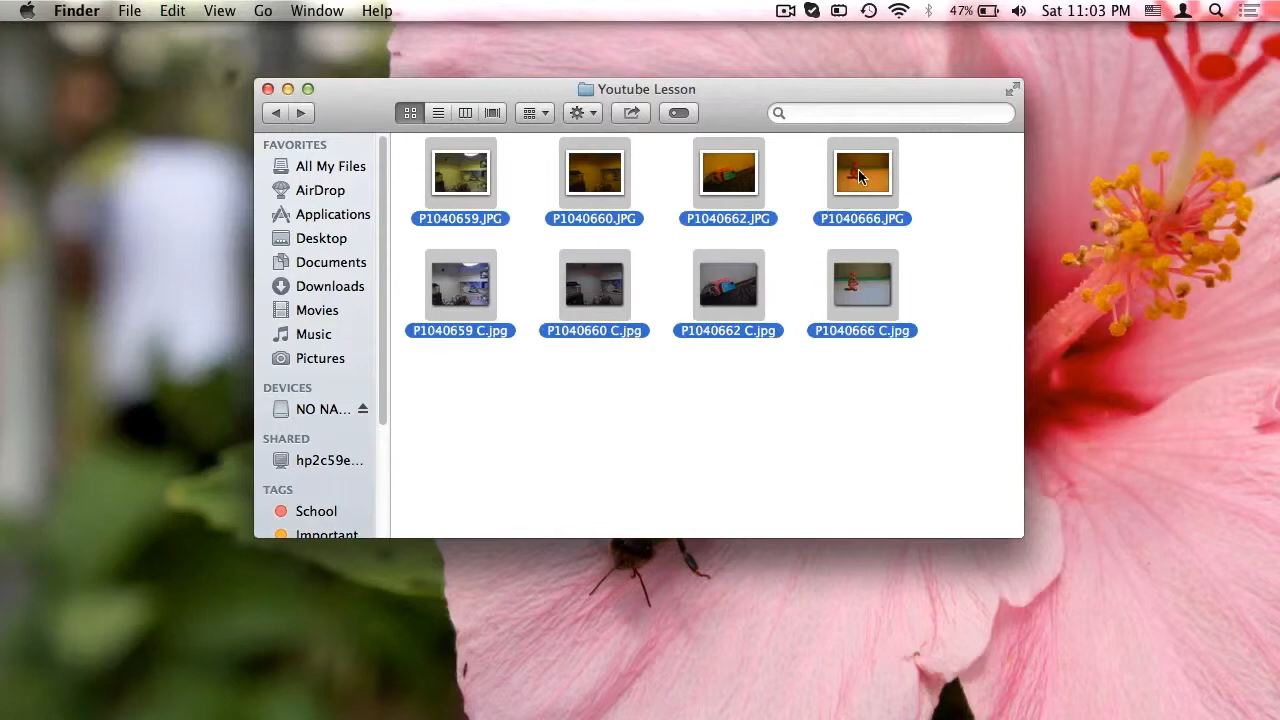 Finder File Edit View Go Window Help 47% Sat 11:03 PM
Youtube Lesson
FAVORITES
All My Files
AirDrop
Applications
Desktop
Documents
Downloads
Movies
Music
Pictures
DEVICES
NO NA...
SHARED
hp2c59e...
TAGS
School
Important
P1040659.JPG P1040660.JPG P1040662.JPG P1040666.JPG
P1040659 C.jpg P1040660 C.jpg P1040662 C.jpg P1040666 C.jpg